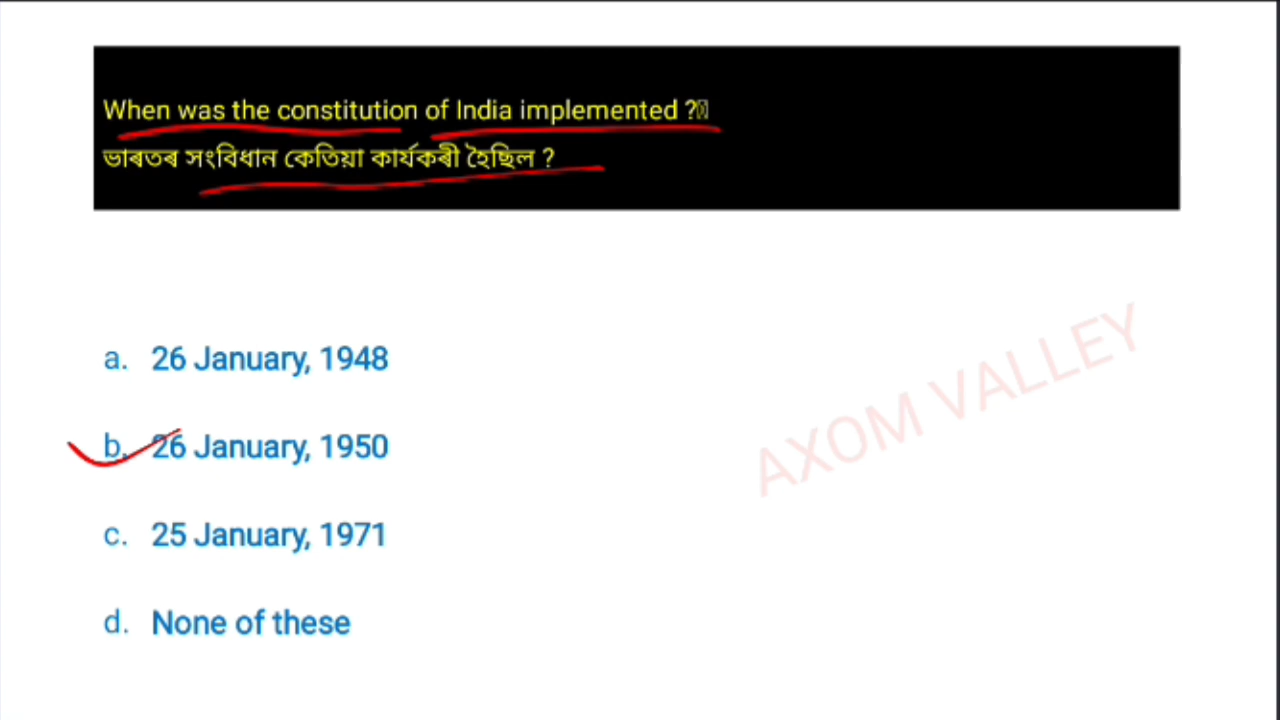 When was the constitution of India implemented ?
ভাৰতৰ সংবিধান কেতিয়া কাৰ্যকৰী হৈছিল ?
a. 26 January, 1948
AXOM VALLEY
b. 26 January, 1950
c. 25 January, 1971
d. None of these